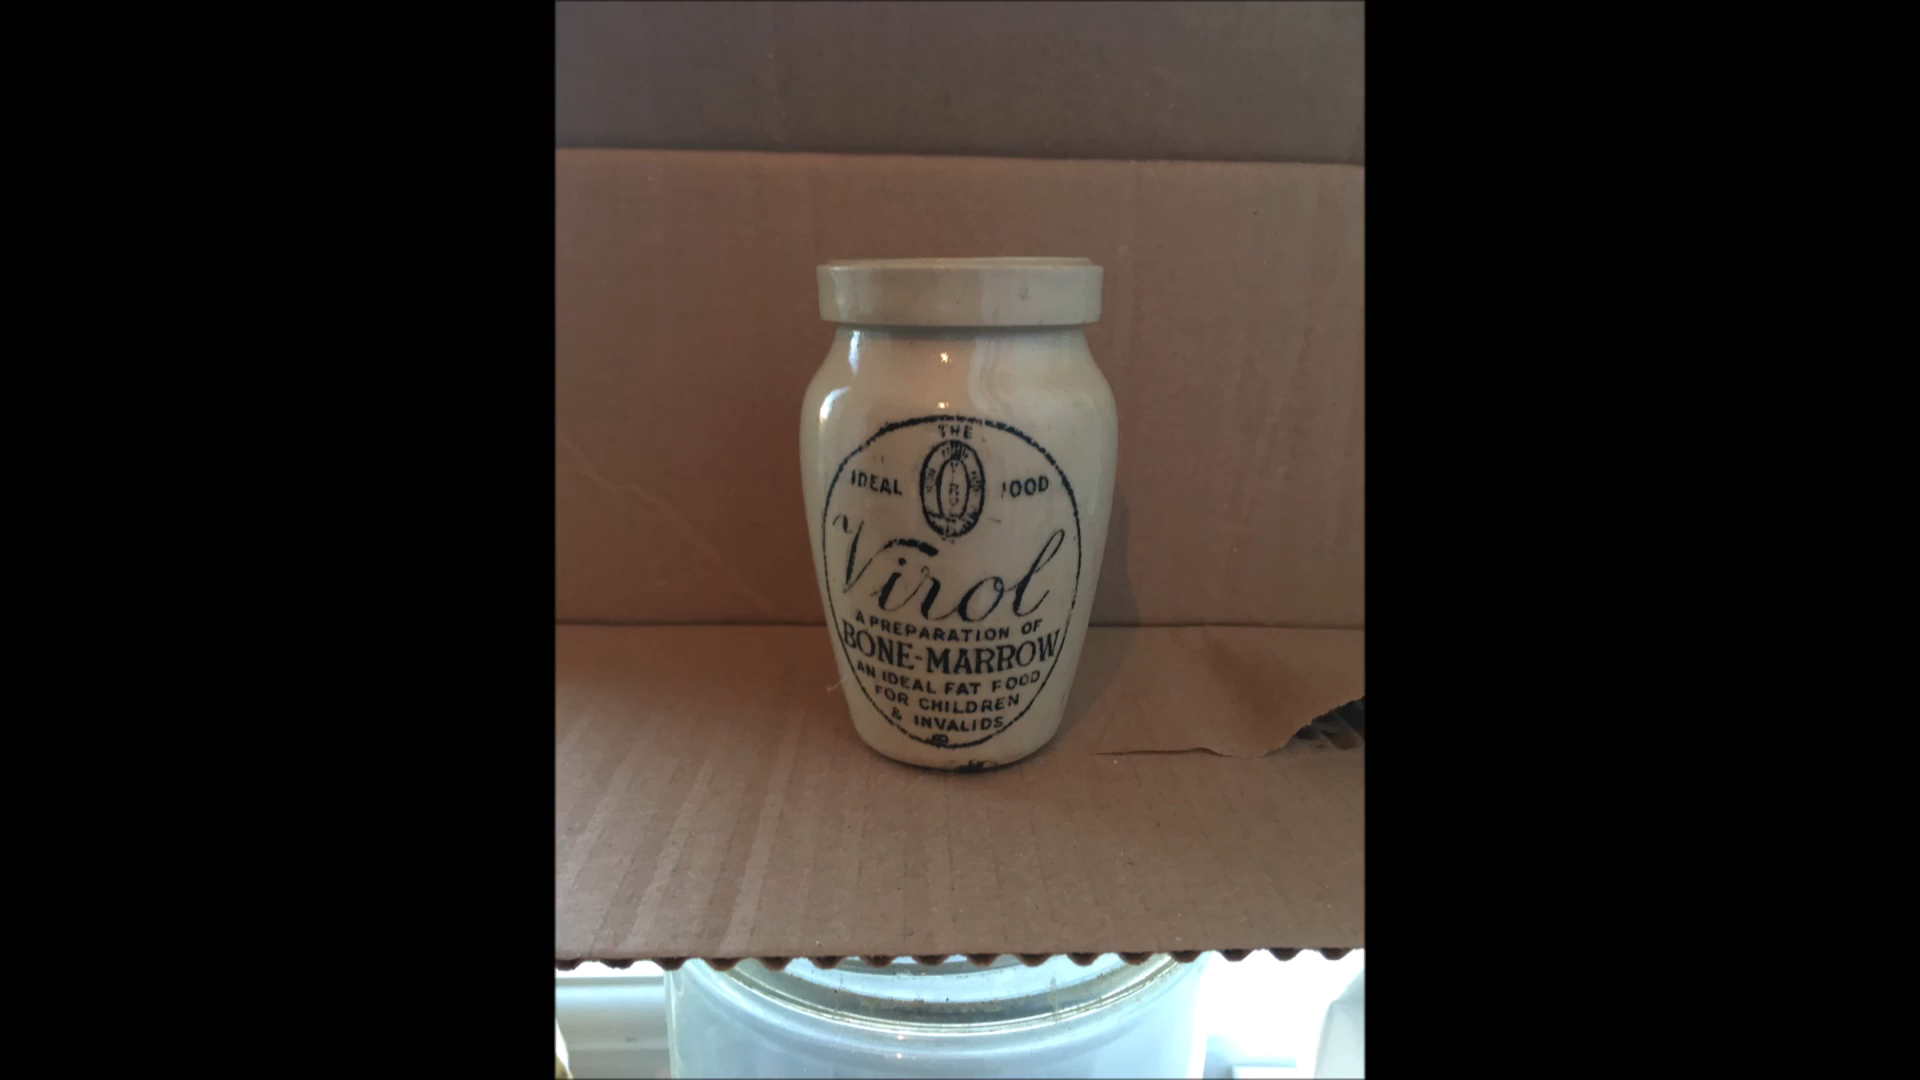 THE
IDEAL FOOD
Virol
A PREPARATION OF
BONE-MARROW
AN IDEAL FAT FOOD
FOR CHILDREN
& INVALIDS